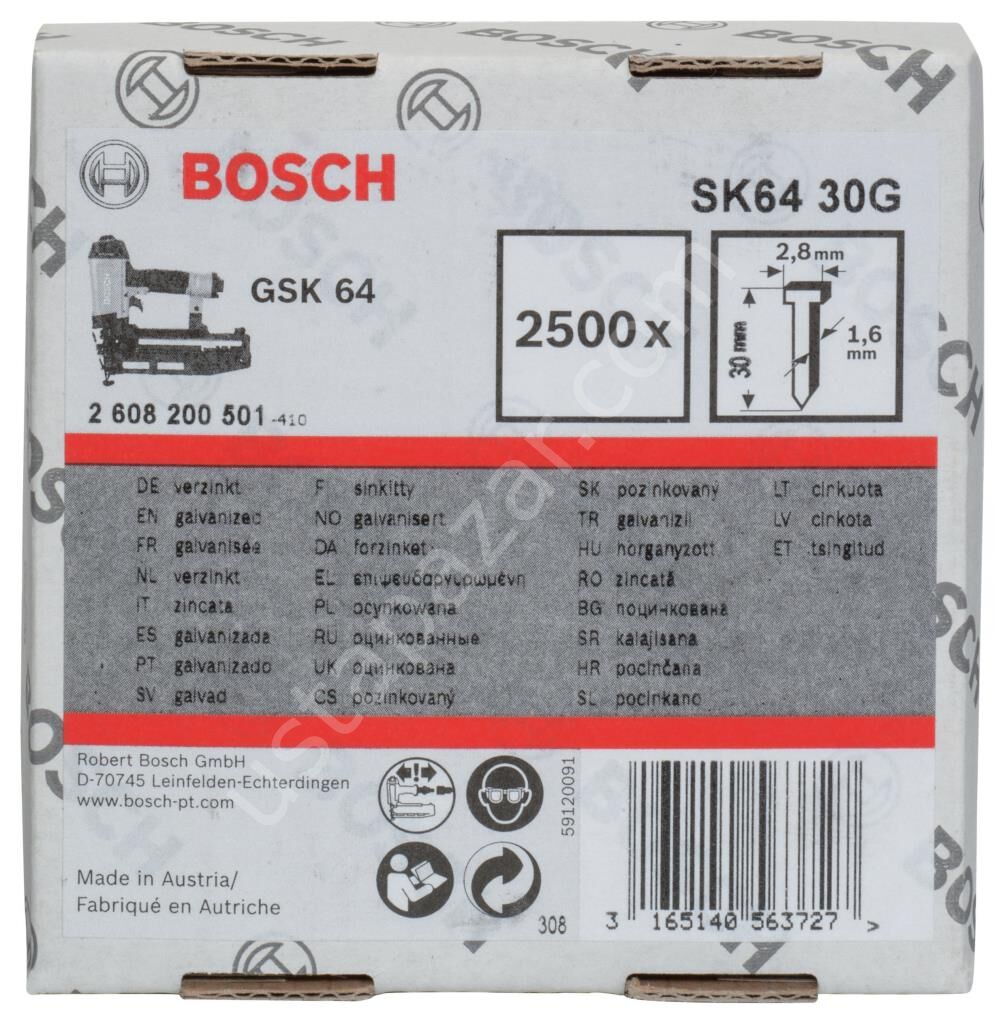 BOSCH
SK64 30G
BOSCH
GSK 64
2500 x
2,8 mm
30 mm
1,6 mm
2 608 200 501 -410
DE verzinkt
EN galvanized
FR galvanisée
NL verzinkt
IT zincata
ES galvanizada
PT galvanizado
SV galvad
F sinkitty
NO galvanisert
DA forzinket
EL επιψευδαργυρωμένη
PL ocynkowana
RU оцинкованные
UK оцинкована
CS pozinkovaný
SK pozinkovaný
TR galvanizli
HU horganyzott
RO zincată
BG поцинкована
SR kalajisana
HR pocinčana
SL pocinkano
LT cinkuota
LV cinkota
ET tsingitud
Robert Bosch GmbH
D-70745 Leinfelden-Echterdingen
www.bosch-pt.com
Made in Austria/
Fabriqué en Autriche
59120091
308
3 165140 563727 >
ustapazar.com